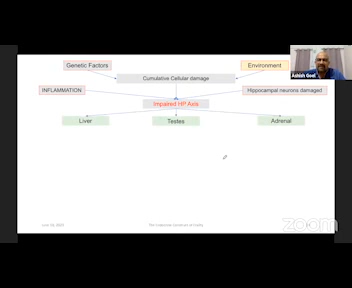 Genetic Factors
Environment
Ashish Goel
Cumulative Cellular damage
INFLAMMATION
Hippocampal neurons damaged
Impaired HP Axis
Liver
Testes
Adrenal
zoom